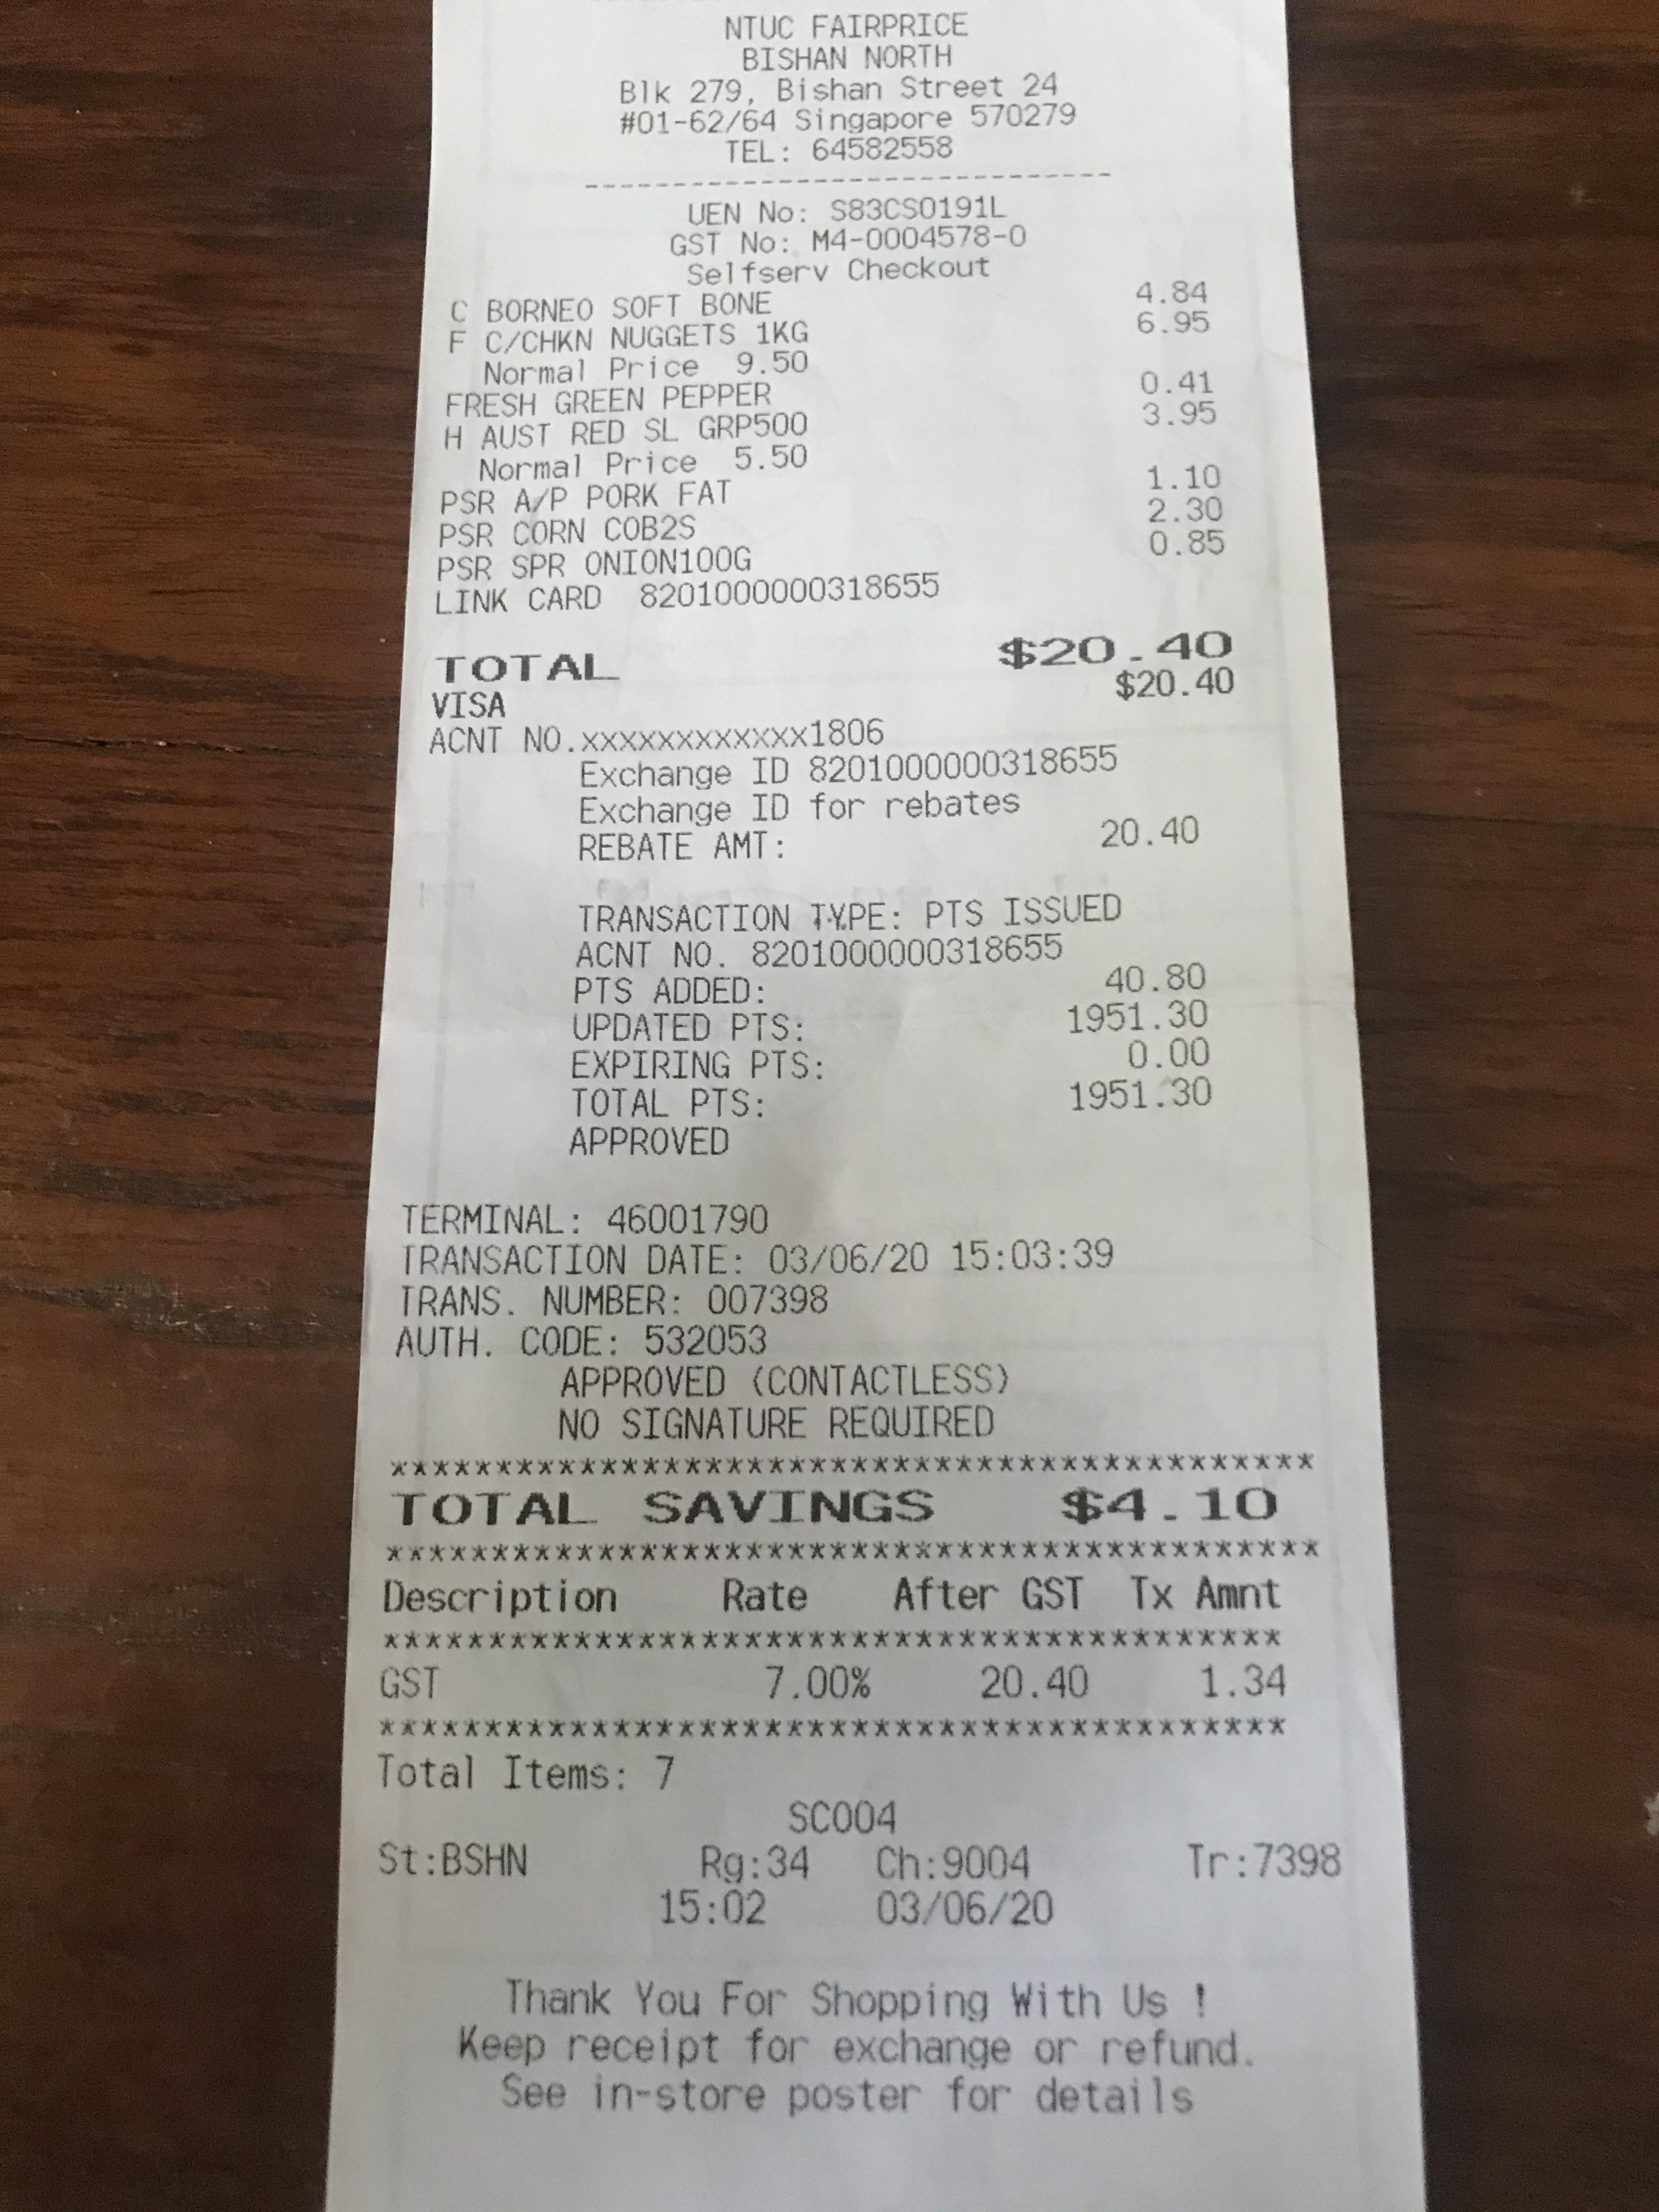 NTUC FAIRPRICE
BISHAN NORTH
Blk 279, Bishan Street 24
#01-62/64 Singapore 570279
TEL: 64582558
------------------------------
UEN No: S83CS0191L
GST No: M4-0004578-0
Selfserv Checkout
C BORNEO SOFT BONE 4.84
F C/CHKN NUGGETS 1KG 6.95
Normal Price 9.50
FRESH GREEN PEPPER 0.41
H AUST RED SL GRP500 3.95
Normal Price 5.50
PSR A/P PORK FAT 1.10
PSR CORN COB2S 2.30
PSR SPR ONION100G 0.85
LINK CARD 8201000000318655
TOTAL $20.40
VISA $20.40
ACNT NO.xxxxxxxxxxxx1806
Exchange ID 8201000000318655
Exchange ID for rebates
REBATE AMT: 20.40
TRANSACTION TYPE: PTS ISSUED
ACNT NO. 8201000000318655
PTS ADDED: 40.80
UPDATED PTS: 1951.30
EXPIRING PTS: 0.00
TOTAL PTS: 1951.30
APPROVED
TERMINAL: 46001790
TRANSACTION DATE: 03/06/20 15:03:39
TRANS. NUMBER: 007398
AUTH. CODE: 532053
APPROVED (CONTACTLESS)
NO SIGNATURE REQUIRED
********************************************
TOTAL SAVINGS $4.10
********************************************
Description Rate After GST Tx Amnt
*******************************************
GST 7.00% 20.40 1.34
*******************************************
Total Items: 7
SC004
St:BSHN Rg:34 Ch:9004 Tr:7398
15:02 03/06/20
Thank You For Shopping With Us !
Keep receipt for exchange or refund.
See in-store poster for details